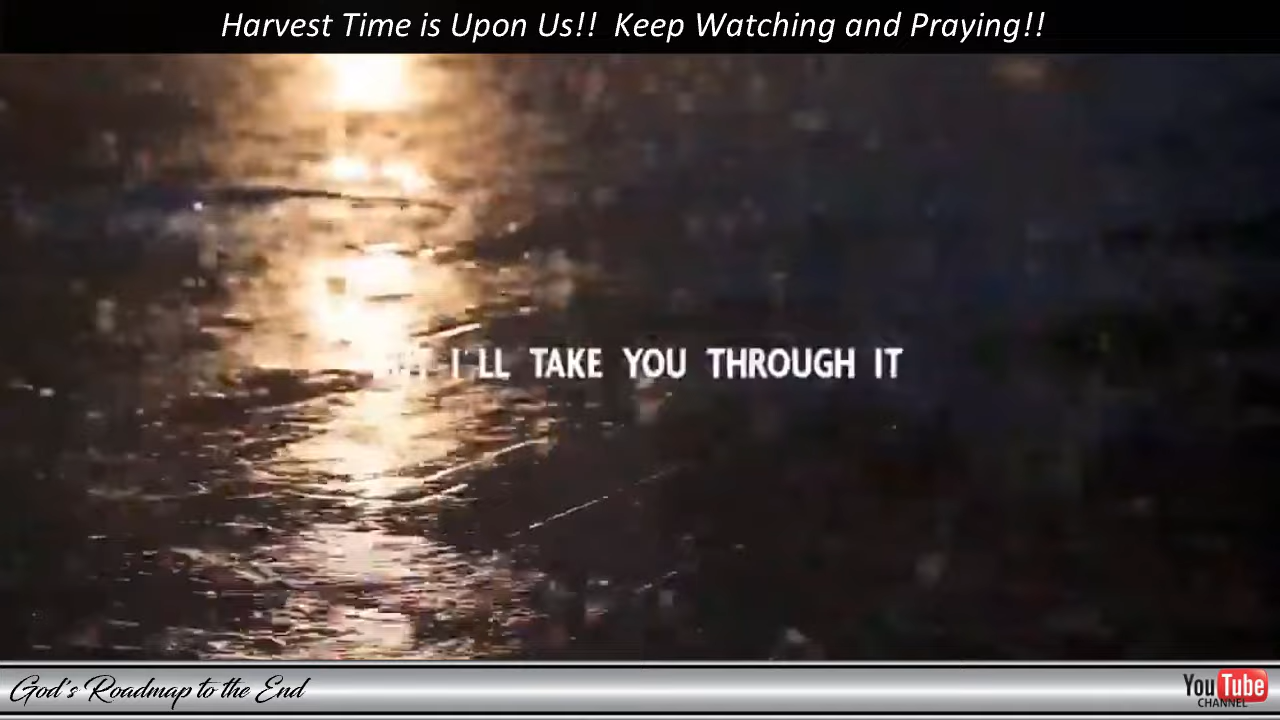 Harvest Time is Upon Us!! Keep Watching and Praying!!
I'LL TAKE YOU THROUGH IT
God's Roadmap to the End
YouTube
CHANNEL